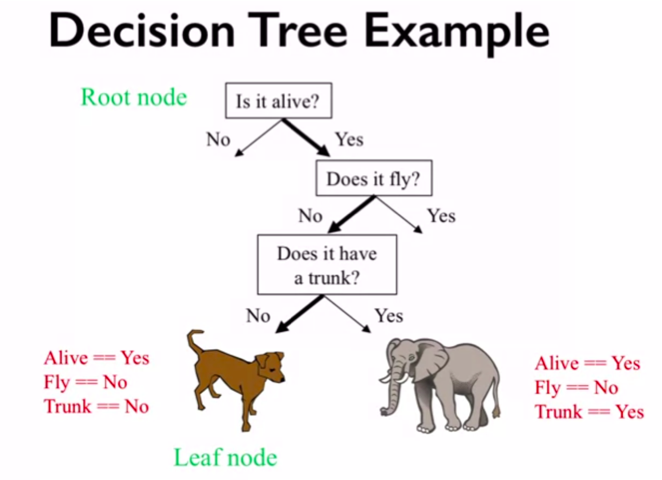 Decision Tree Example
Root node
Is it alive?
No
Yes
Does it fly?
No
Yes
Does it have
a trunk?
No
Yes
Alive == Yes
Fly == No
Trunk == No
Alive == Yes
Fly == No
Trunk == Yes
Leaf node